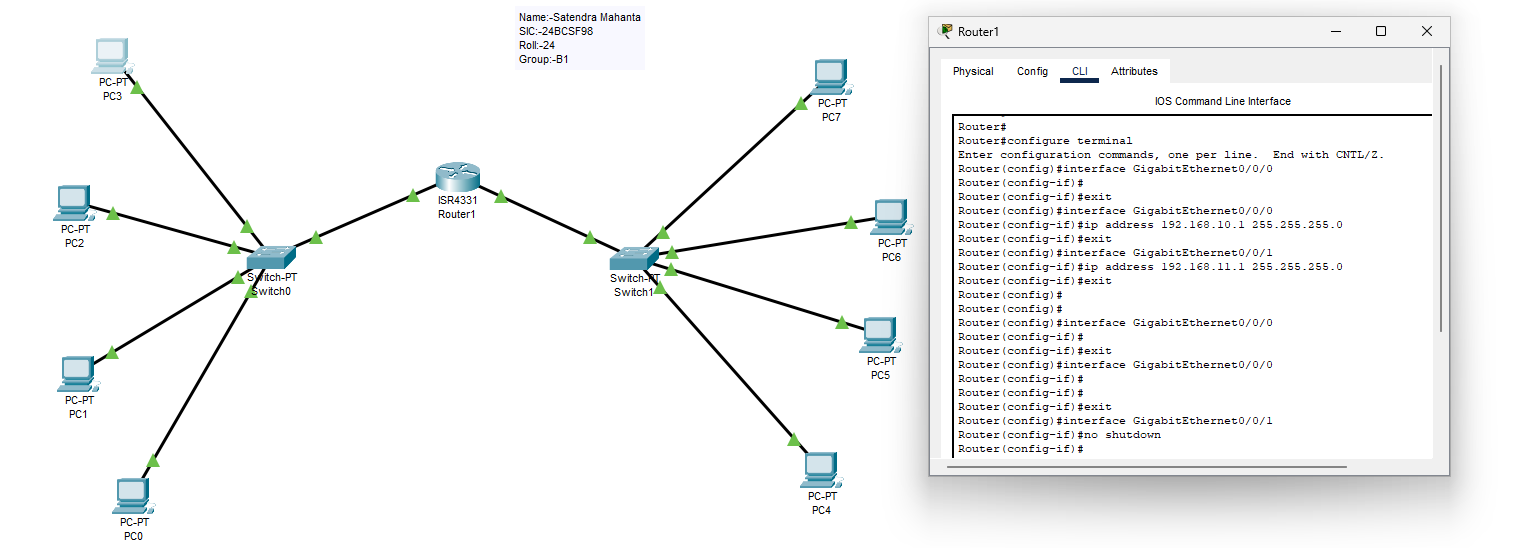 Name:-Satendra Mahanta
SIC:-24BCSF98
Roll:-24
Group:-B1
PC-PT
PC3
PC-PT
PC2
PC-PT
PC1
PC-PT
PC0
Switch-PT
Switch0
ISR4331
Router1
Switch-PT
Switch1
PC-PT
PC7
PC-PT
PC6
PC-PT
PC5
PC-PT
PC4
Router1
Physical Config CLI Attributes
IOS Command Line Interface
Router#
Router#configure terminal
Enter configuration commands, one per line.  End with CNTL/Z.
Router(config)#interface GigabitEthernet0/0/0
Router(config-if)#
Router(config-if)#exit
Router(config)#interface GigabitEthernet0/0/0
Router(config-if)#ip address 192.168.10.1 255.255.255.0
Router(config-if)#exit
Router(config)#interface GigabitEthernet0/0/1
Router(config-if)#ip address 192.168.11.1 255.255.255.0
Router(config-if)#exit
Router(config)#
Router(config)#
Router(config)#interface GigabitEthernet0/0/0
Router(config-if)#
Router(config-if)#exit
Router(config)#interface GigabitEthernet0/0/0
Router(config-if)#
Router(config-if)#
Router(config-if)#exit
Router(config)#interface GigabitEthernet0/0/1
Router(config-if)#no shutdown
Router(config-if)#